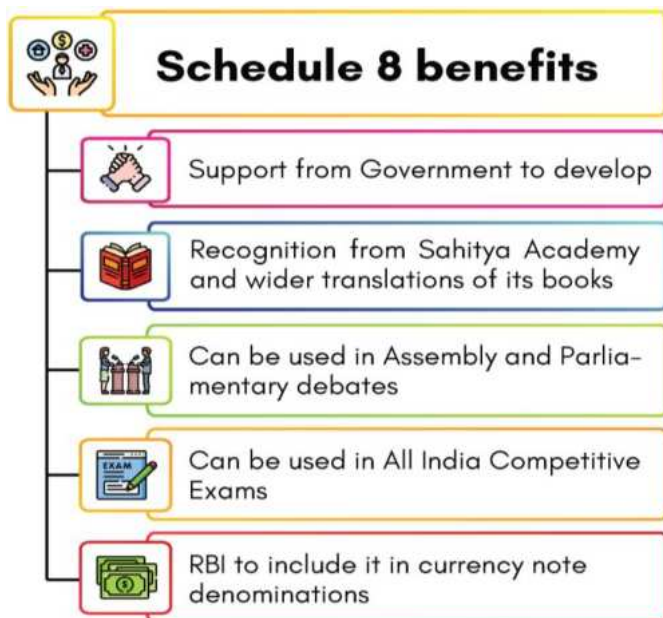 Schedule 8 benefits
Support from Government to develop
Recognition from Sahitya Academy
and wider translations of its books
Can be used in Assembly and Parlia-
mentary debates
EXAM
Can be used in All India Competitive
Exams
RBI to include it in currency note
denominations